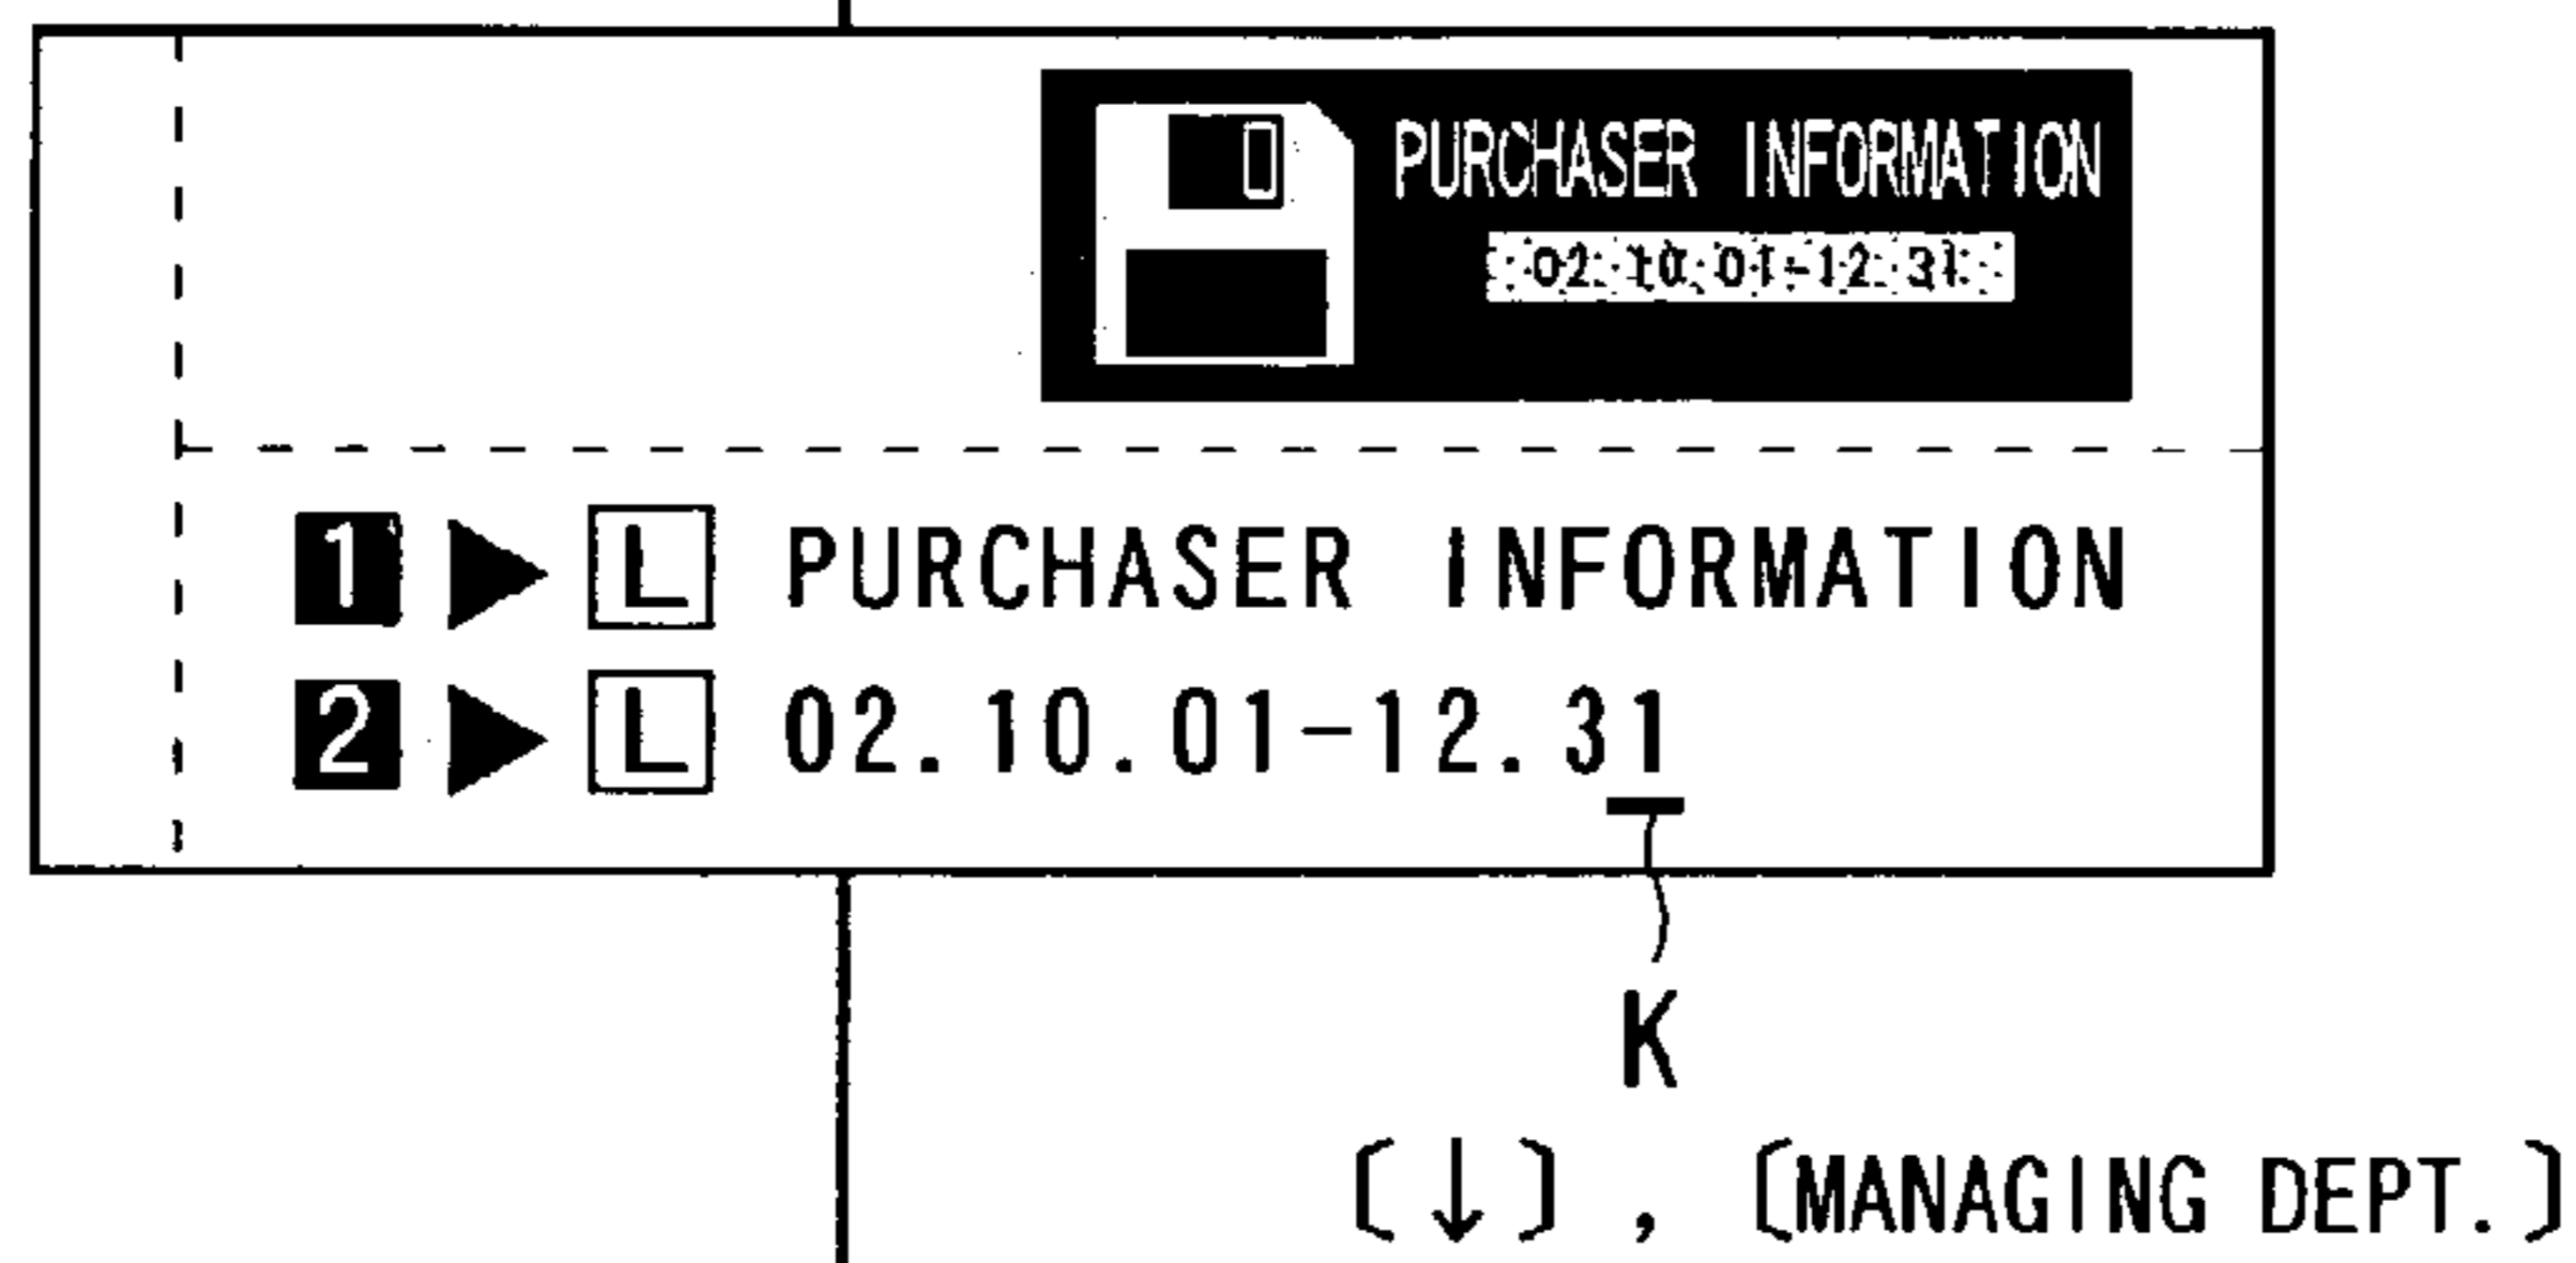 PURCHASER INFORMATION
02.10.01-12.31
1 ▶ L PURCHASER INFORMATION
2 ▶ L 02.10.01-12.31
K
〔↓〕, 〔MANAGING DEPT.〕